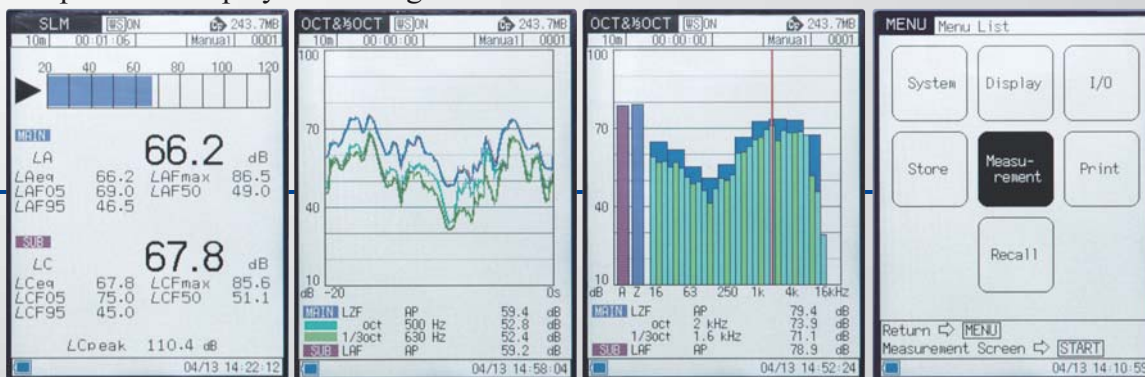 SLM WS ON 243.7MB
10m 00:01:06 Manual 0001
20 40 60 80 100 120
MAIN
LA 66.2 dB
LAeq 66.2 LAFmax 86.5
LAF05 69.0 LAF50 49.0
LAF95 46.5
SUB
LC 67.8 dB
LCeq 67.8 LCFmax 85.6
LCF05 75.0 LCF50 51.1
LCF95 45.0
LCpeak 110.4 dB
04/13 14:22:12
OCT&⅓OCT WS ON 243.7MB
10m 00:00:00 Manual 0001
100
70
40
10
dB -20 0s
MAIN LZF AP 59.4 dB
oct 500 Hz 52.8 dB
1/3oct 630 Hz 52.4 dB
SUB LAF AP 59.2 dB
04/13 14:58:04
OCT&⅓OCT WS ON 243.7MB
10m 00:00:00 Manual 0001
100
70
40
10
dB A Z 16 63 250 1k 4k 16kHz
MAIN LZF AP 79.4 dB
oct 2 kHz 73.9 dB
1/3oct 1.6 kHz 71.1 dB
SUB LAF AP 78.9 dB
04/13 14:52:24
MENU Menu List
System Display I/O
Store Measu-
rement Print
Recall
Return ⇨ MENU
Measurement Screen ⇨ START
04/13 14:10:59